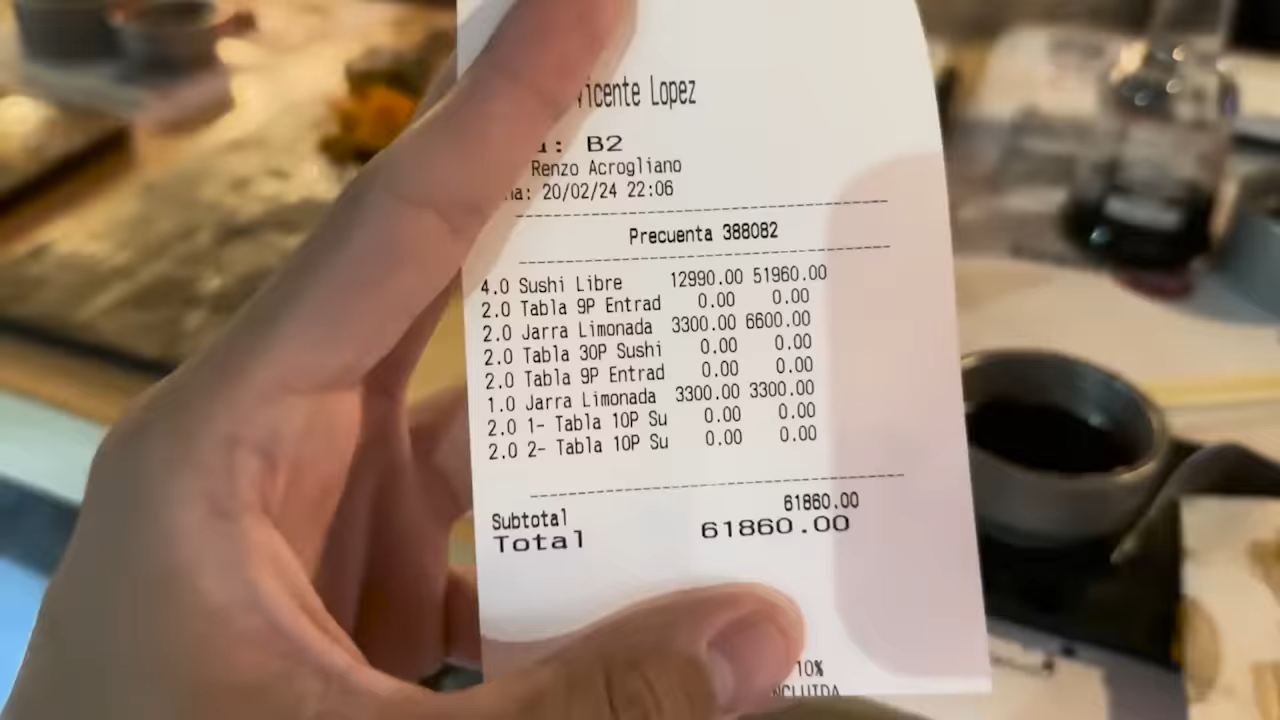 Vicente Lopez
: B2
Renzo Acrogliano
ha: 20/02/24 22:06
Precuenta 388082
4.0 Sushi Libre 12990.00 51960.00
2.0 Tabla 9P Entrad 0.00 0.00
2.0 Jarra Limonada 3300.00 6600.00
2.0 Tabla 30P Sushi 0.00 0.00
2.0 Tabla 9P Entrad 0.00 0.00
1.0 Jarra Limonada 3300.00 3300.00
2.0 1- Tabla 10P Su 0.00 0.00
2.0 2- Tabla 10P Su 0.00 0.00
Subtotal 61860.00
Total 61860.00
10%